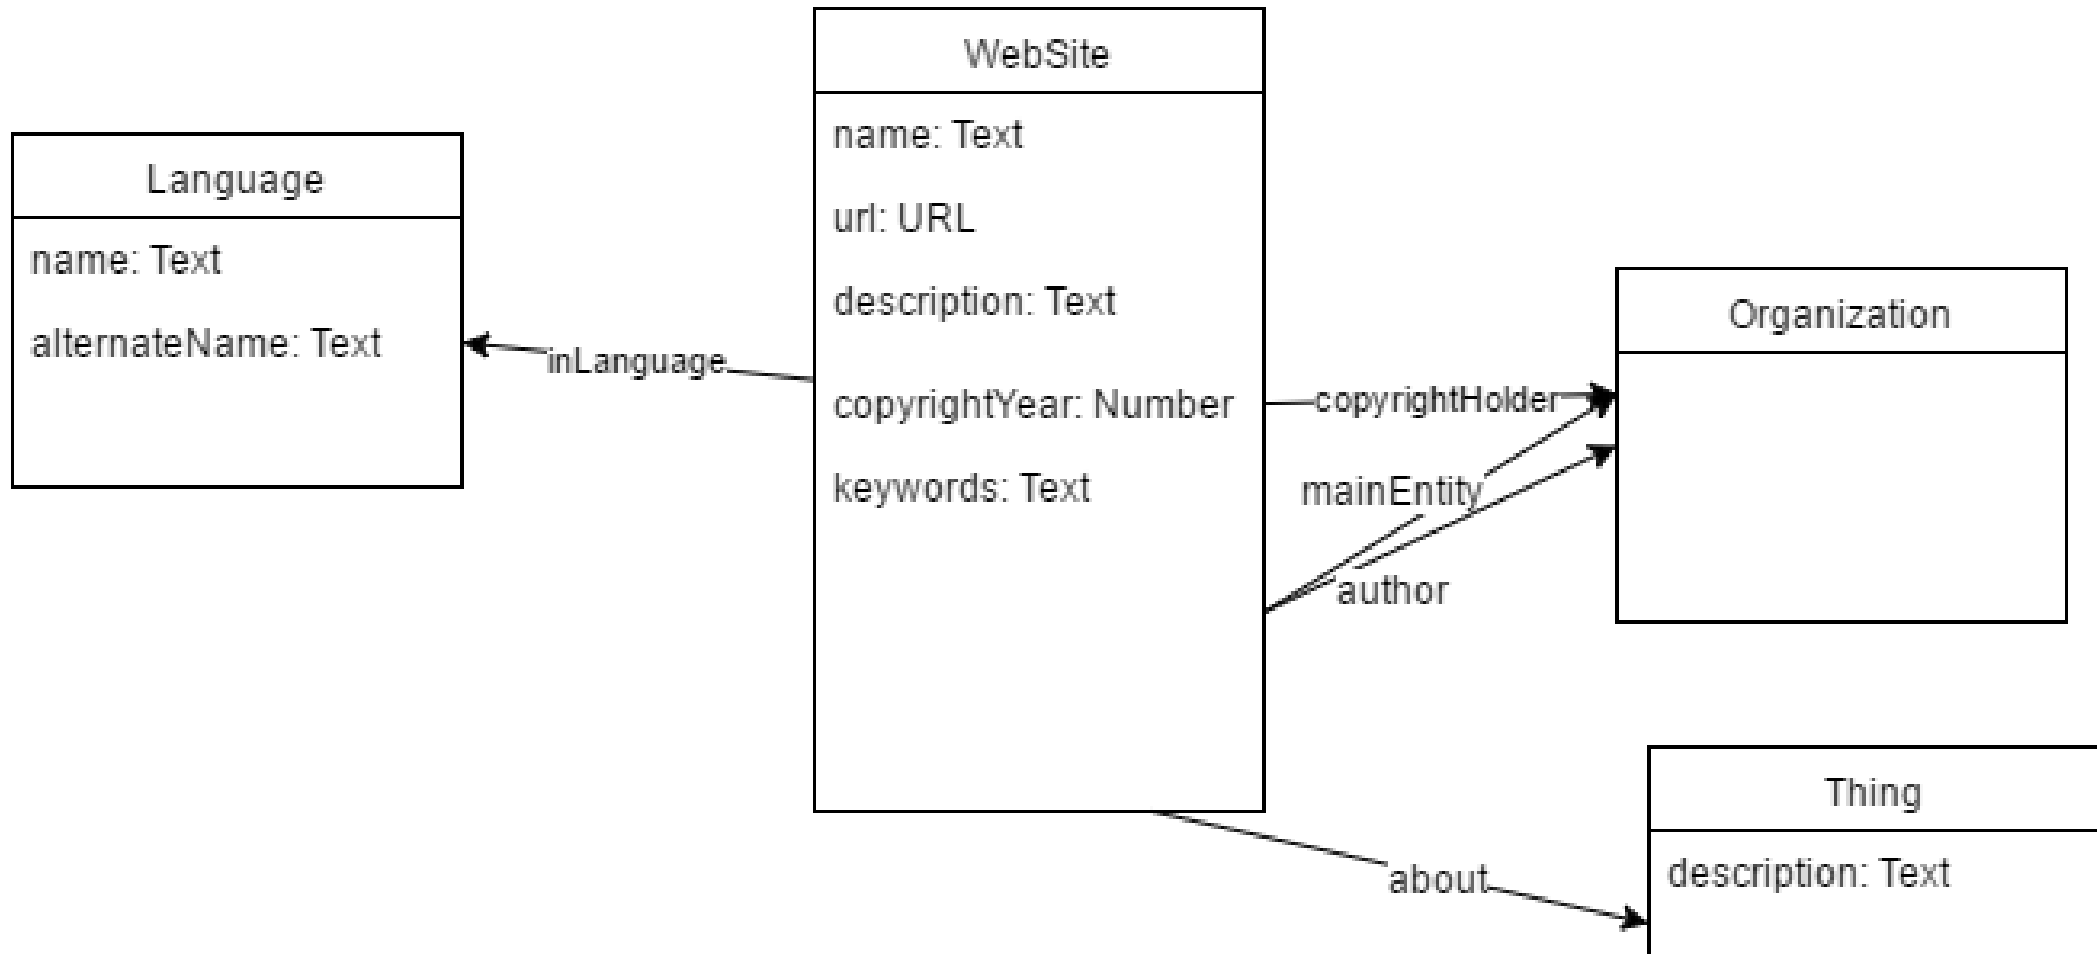 WebSite
name: Text
url: URL
description: Text
copyrightYear: Number
keywords: Text
Language
name: Text
alternateName: Text
inLanguage
copyrightHolder
mainEntity
author
Organization
about
Thing
description: Text